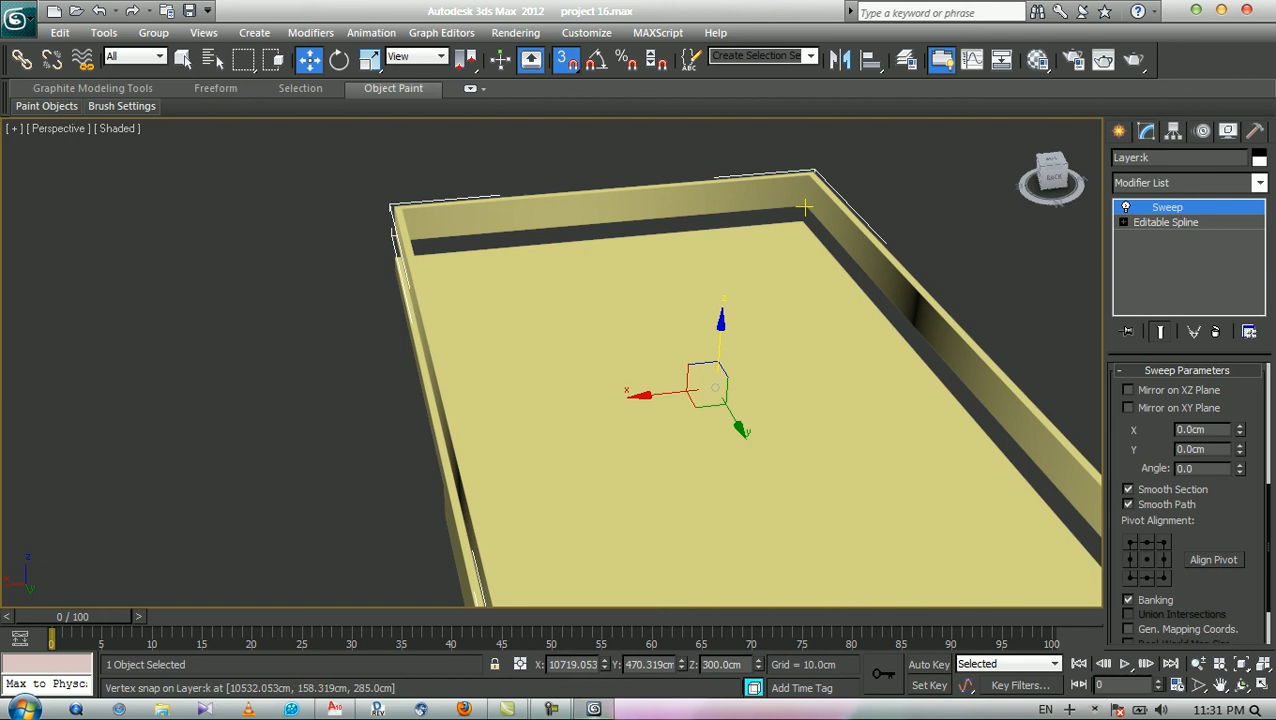 Autodesk 3ds Max 2012 project 16.max
Type a keyword or phrase
Edit Tools Group Views Create Modifiers Animation Graph Editors Rendering Customize MAXScript Help
All View 3 Create Selection Se
Graphite Modeling Tools Freeform Selection Object Paint
Paint Objects Brush Settings
[ + ] [ Perspective ] [ Shaded ]
BACK
Layer:k
Modifier List
Sweep
Editable Spline
z
x
y
Sweep Parameters
Mirror on XZ Plane
Mirror on XY Plane
X 0.0cm
Y 0.0cm
Angle: 0.0
Smooth Section
Smooth Path
Pivot Alignment:
Align Pivot
Banking
Union Intersections
Gen. Mapping Coords.
z
x
y
0 / 100
0 5 10 15 20 25 30 35 40 45 50 55 60 65 70 75 80 85 90 95 100
1 Object Selected X: 10719.053 Y: 470.319cm Z: 300.0cm Grid = 10.0cm Auto Key Selected
Max to Physc: Vertex snap on Layer:k at [10532.053cm, 158.319cm, 285.0cm] Add Time Tag Set Key Key Filters... 0
EN 11:31 PM